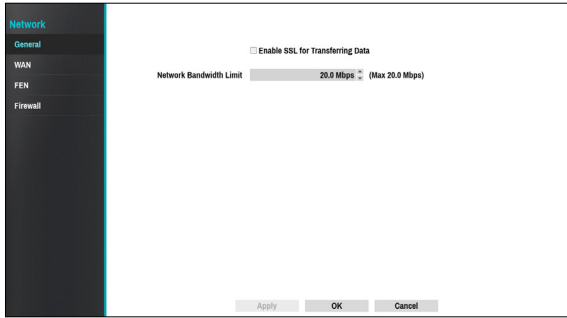 Network
General
WAN
FEN
Firewall
Enable SSL for Transferring Data
Network Bandwidth Limit 20.0 Mbps (Max 20.0 Mbps)
Apply OK Cancel